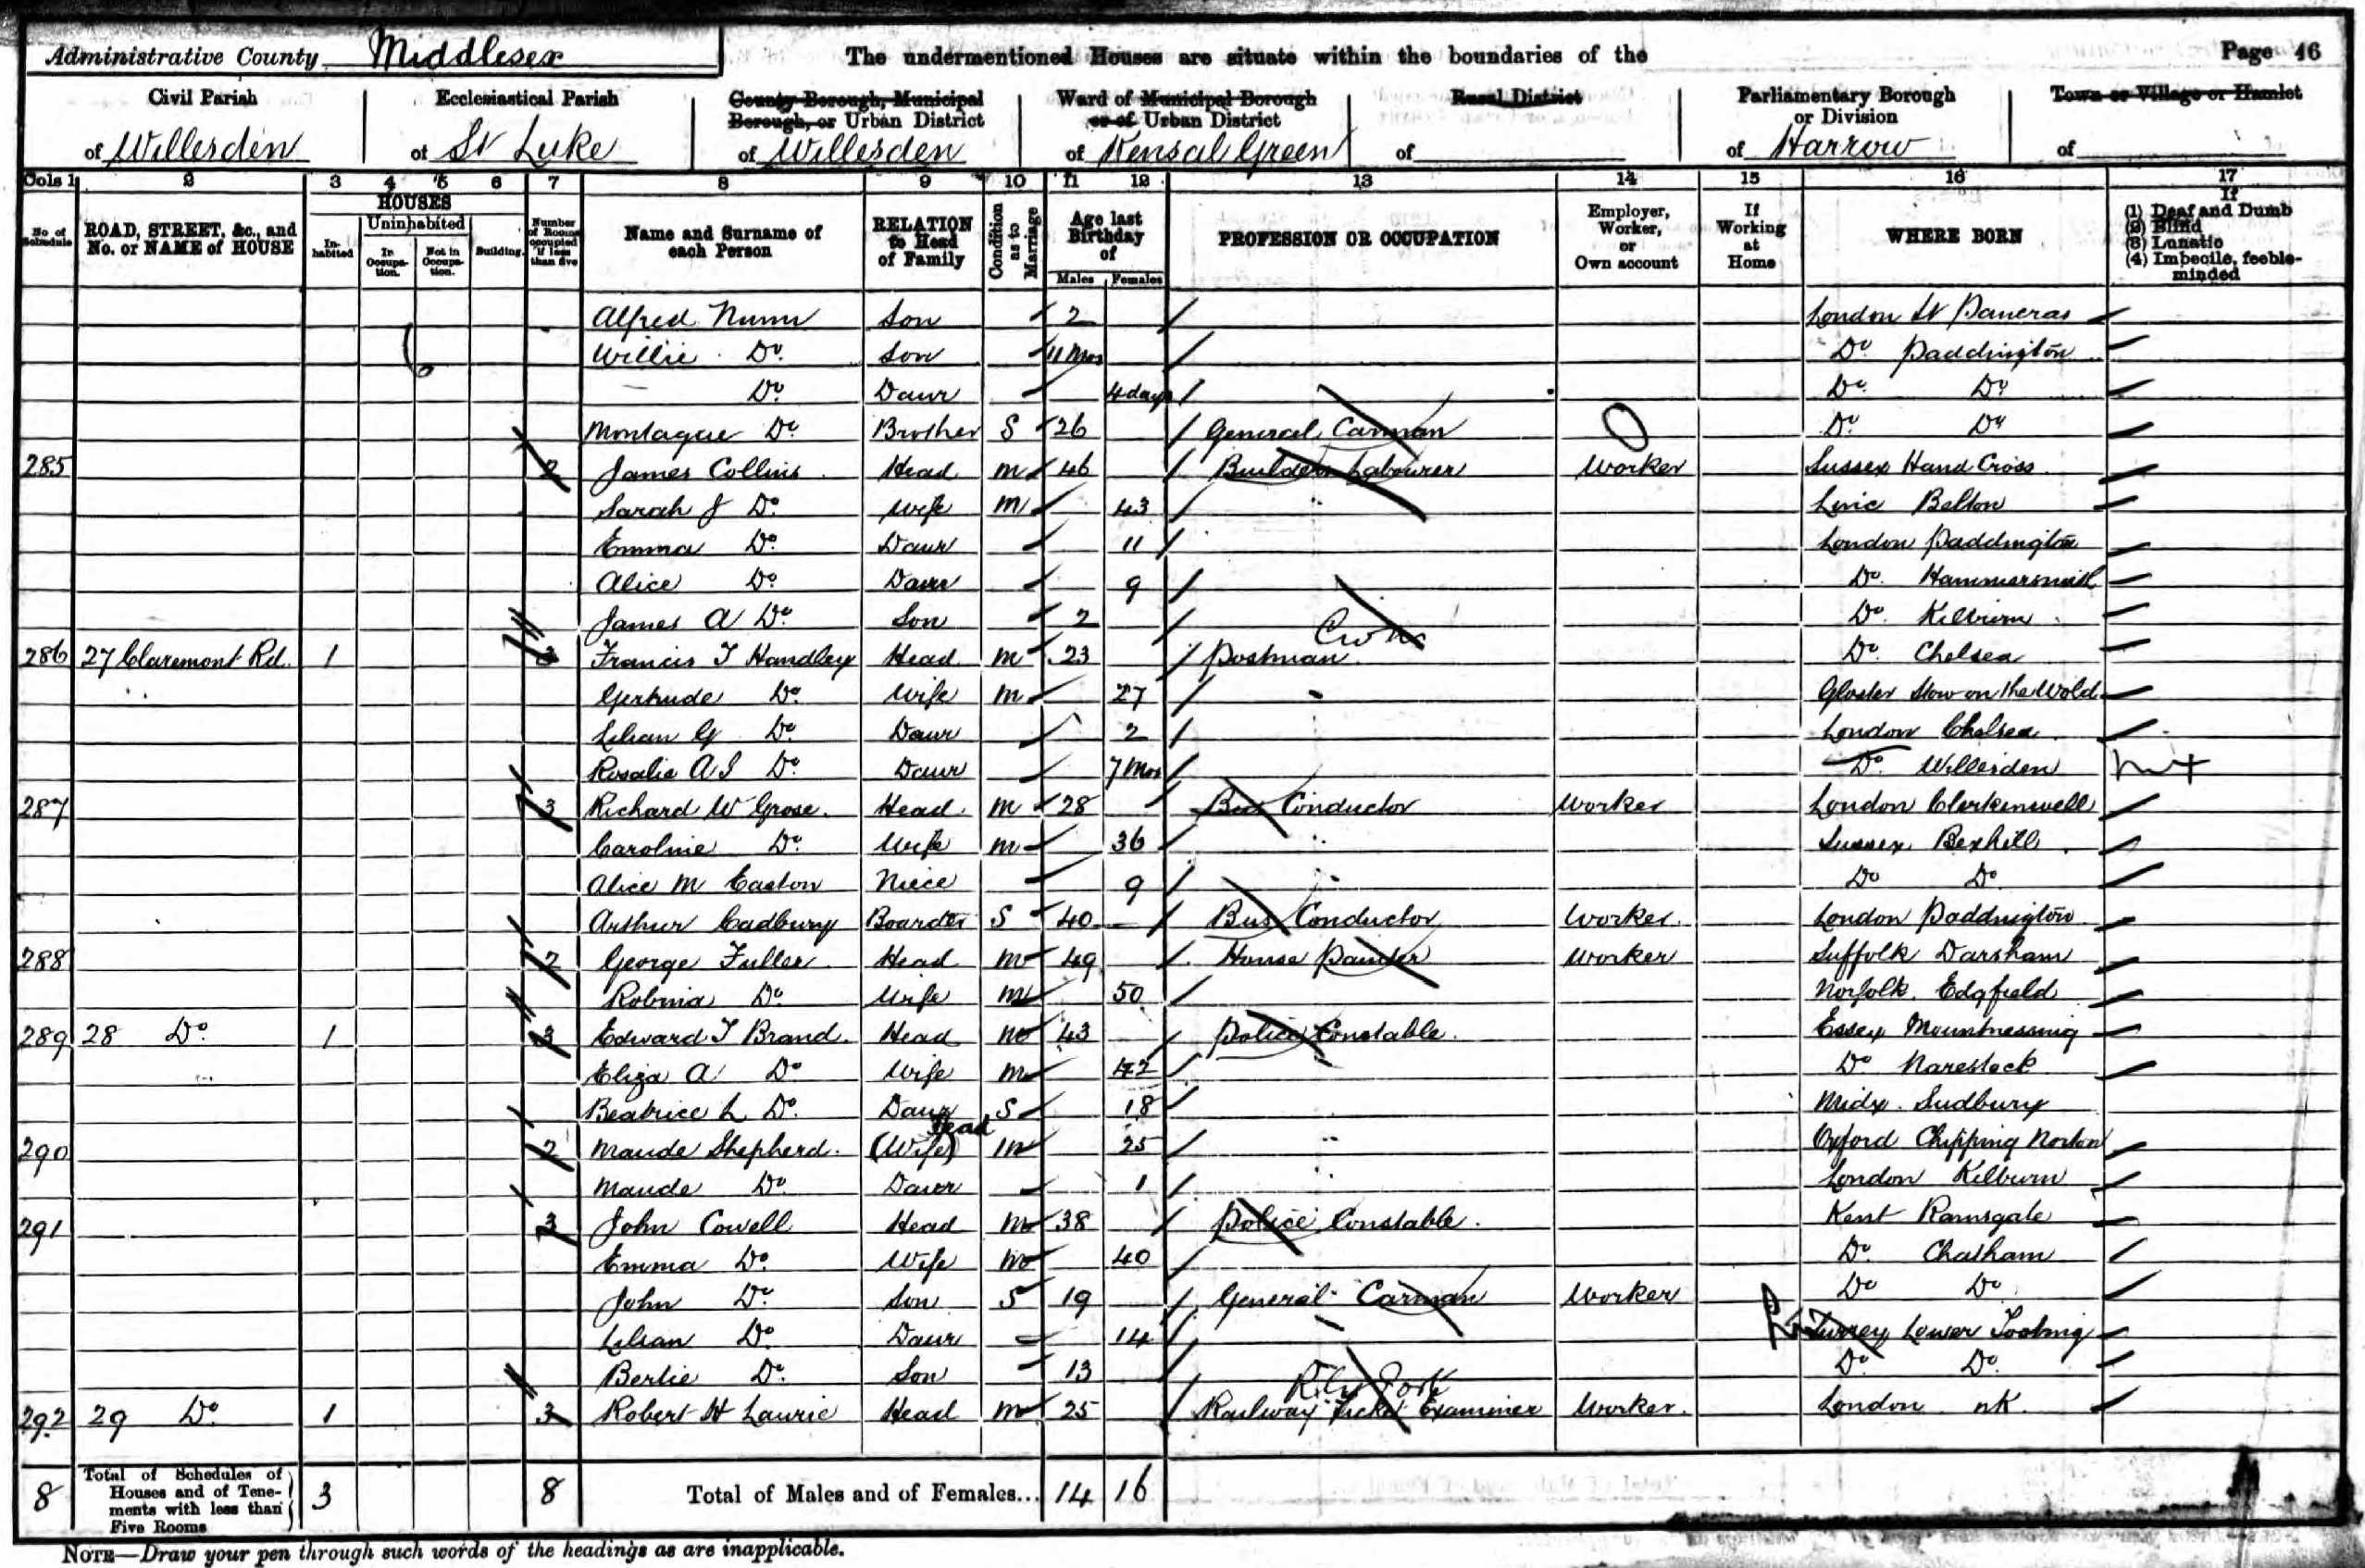 Administrative County Middlesex The undermentioned Houses are situate within the boundaries of the Page 46
Civil Parish Ecclesiastical Parish County Borough, Municipal Borough, or Urban District Ward of Municipal Borough or of Urban District Rural District Parliamentary Borough or Division Town or Village or Hamlet
of Willesden of St Luke of Willesden of Kensal Green of of Harrow of
Cols 1 2 3 4 5 6 7 8 9 10 11 12 13 14 15 16 17
No of Schedule ROAD, STREET, &c., and No. or NAME of HOUSE HOUSES Inhabited Uninhabited In Occupation. Not in Occupation. Building. Number of Rooms occupied if less than five Name and Surname of each Person RELATION to Head of Family Condition as to Marriage Age last Birthday of Males Females PROFESSION OR OCCUPATION Employer, Worker, or Own account If Working at Home WHERE BORN If (1) Deaf and Dumb (2) Blind (3) Lunatic (4) Imbecile, feeble-minded
Alfred Nunn Son 2 London St Pancras
Willie Do Son 11 Mos Do Paddington
Do Daur 4 days Do Do
Montague Do Brother S 26 General Carman Do Do
285 2 James Collins Head M 46 Builders Labourer Worker Sussex Hand Cross
Sarah J Do Wife M 43 Linc Belton
Emma Do Daur 11 London Paddington
Alice Do Daur 9 Do Hammersmith
James A Do Son 2 Do Kilburn
286 27 Claremont Rd. 1 3 Francis T Handley Head M 23 Postman Do Chelsea
Gertrude Do Wife M 27 Gloster Stow on the Wold
Lilian G Do Daur 2 London Chelsea
Rosalie A I Do Daur 7 Mos Do Willesden
287 3 Richard W Grose. Head M 28 Bus Conductor Worker London Clerkenwell
Caroline Do Wife M 36 Sussex Bexhill
Alice M Easton Niece 9 Do Do
Arthur Cadbury Boarder S 40 Bus Conductor Worker London Paddington
288 2 George Fuller Head M 49 House Painter Worker Suffolk Darsham
Robina Do Wife M 50 Norfolk Edgfield
289 28 Do 1 3 Edward T Brand. Head M 43 Police Constable. Essex Mountnessing
Eliza A Do Wife M 42 Do Navestock
Beatrice L Do Daur S 18 Midx. Sudbury
290 2 Maude Shepherd. (Wife) Head M 25 Oxford Chipping Norton
Maude Do Daur 1 London Kilburn
291 3 John Cowell Head M 38 Police Constable. Kent Ramsgate
Emma Do Wife M 40 Do Chatham
John Do Son S 19 General Carman Worker Do Do
Lilian Do Daur 14 Surrey Lower Tooting
Bertie Do Son 13 Do Do
292 29 Do 1 3 Robert H Laurie Head M 25 Railway Ticket Examiner Worker London nK.
8 Total of Schedules of Houses and of Tenements with less than Five Rooms 3 8 Total of Males and of Females... 14 16
NOTE—Draw your pen through such words of the headings as are inapplicable.